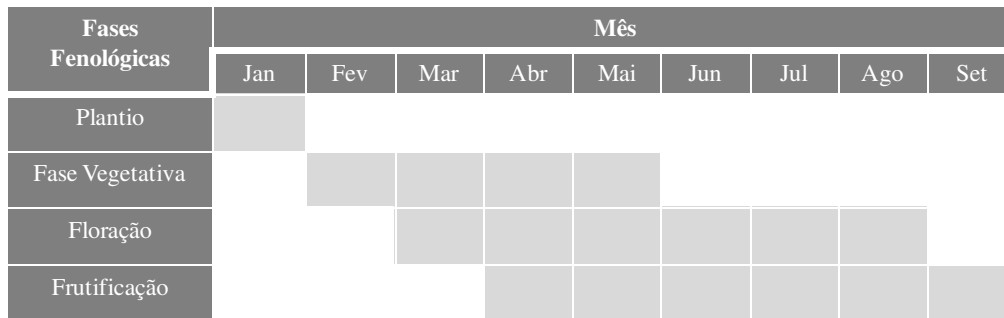 Fases
Fenológicas
Mês
Jan Fev Mar Abr Mai Jun Jul Ago Set
Plantio
Fase Vegetativa
Floração
Frutificação